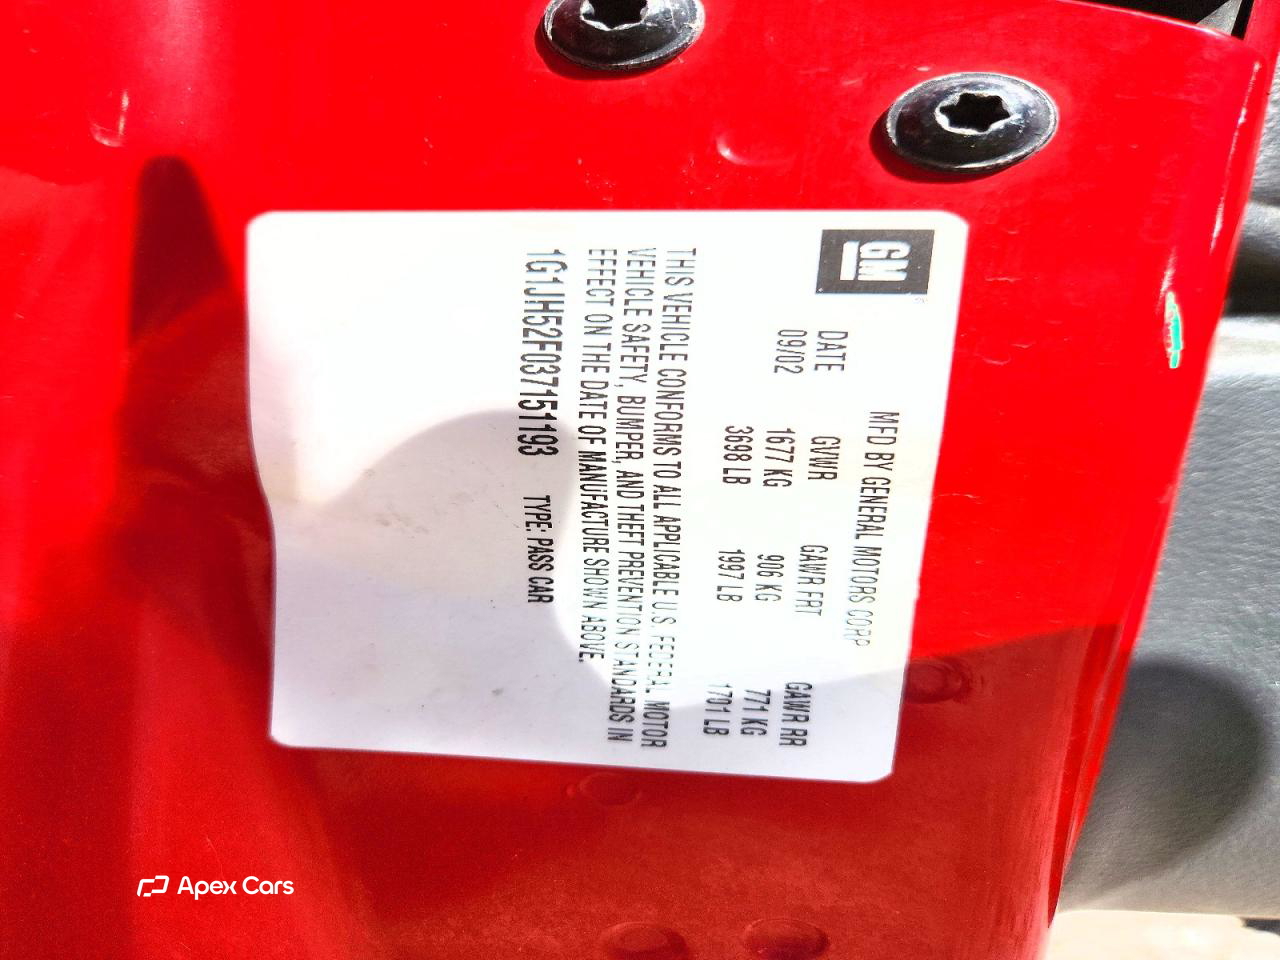 GM
MFD BY GENERAL MOTORS CORP
DATE GVWR GAWR FRT GAWR RR
09/02 1677 KG 906 KG 771 KG
3698 LB 1997 LB 1701 LB
THIS VEHICLE CONFORMS TO ALL APPLICABLE U.S. FEDERAL MOTOR
VEHICLE SAFETY, BUMPER, AND THEFT PREVENTION STANDARDS IN
EFFECT ON THE DATE OF MANUFACTURE SHOWN ABOVE.
1G1JH52F037151193 TYPE: PASS CAR
Apex Cars